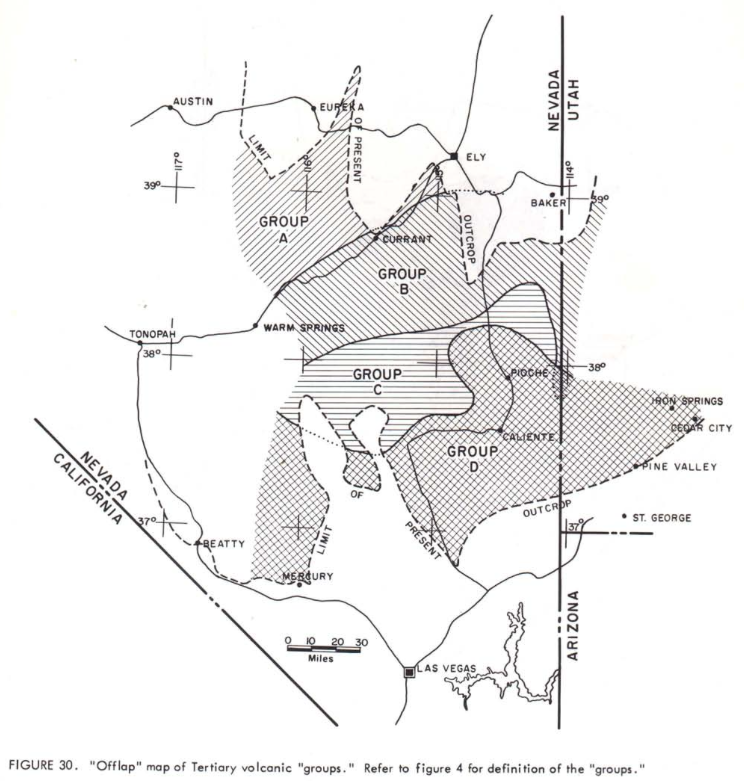 AUSTIN
EUREKA
NEVADA
UTAH
LIMIT
OF PRESENT
117°
116°
ELY
114°
39°
BAKER
39°
GROUP
A
OUTCROP
CURRANT
GROUP
B
WARM SPRINGS
TONOPAH
38°
38°
GROUP
C
PIOCHE
IRON SPRINGS
CEDAR CITY
CALIENTE
GROUP
D
PINE VALLEY
NEVADA
CALIFORNIA
OF
OUTCROP
37°
LIMIT
PRESENT
37°
ST. GEORGE
BEATTY
MERCURY
ARIZONA
0 10 20 30
Miles
LAS VEGAS
FIGURE 30. "Offlap" map of Tertiary volcanic "groups." Refer to figure 4 for definition of the "groups."